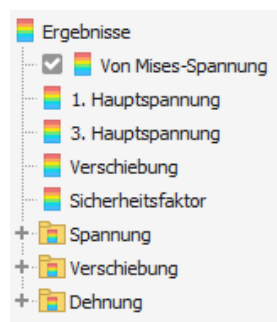 Ergebnisse
Von Mises-Spannung
1. Hauptspannung
3. Hauptspannung
Verschiebung
Sicherheitsfaktor
Spannung
Verschiebung
Dehnung